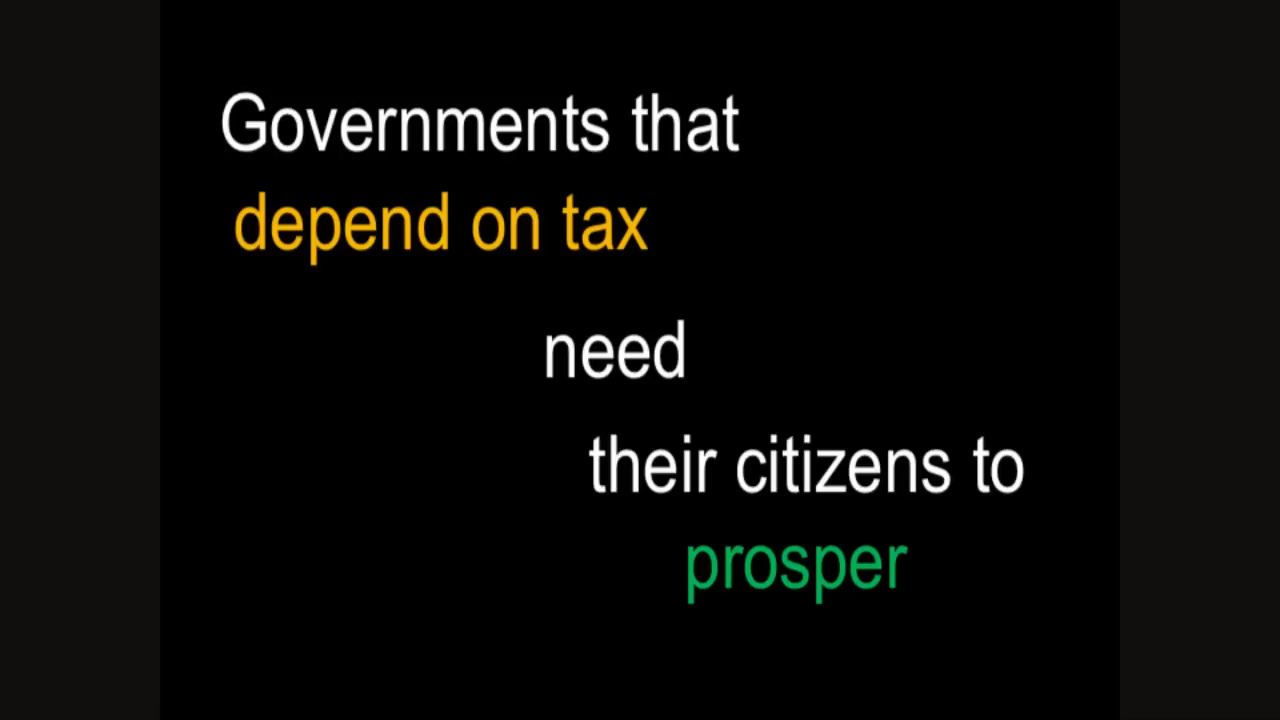 Governments that
depend on tax
need
their citizens to
prosper